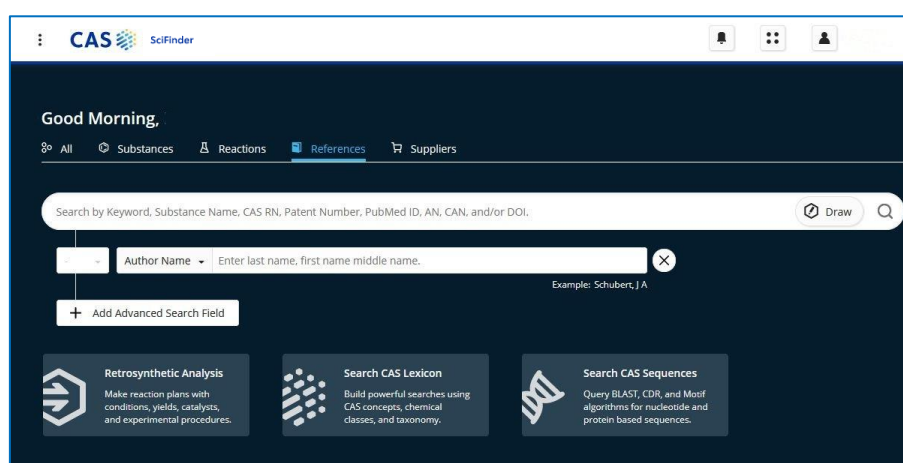 CAS SciFinder
Good Morning,
All Substances Reactions References Suppliers
Search by Keyword, Substance Name, CAS RN, Patent Number, PubMed ID, AN, CAN, and/or DOI. Draw
Author Name Enter last name, first name middle name.
Example: Schubert, J A
+ Add Advanced Search Field
Retrosynthetic Analysis
Make reaction plans with
conditions, yields, catalysts,
and experimental procedures.
Search CAS Lexicon
Build powerful searches using
CAS concepts, chemical
classes, and taxonomy.
Search CAS Sequences
Query BLAST, CDR, and Motif
algorithms for nucleotide and
protein based sequences.